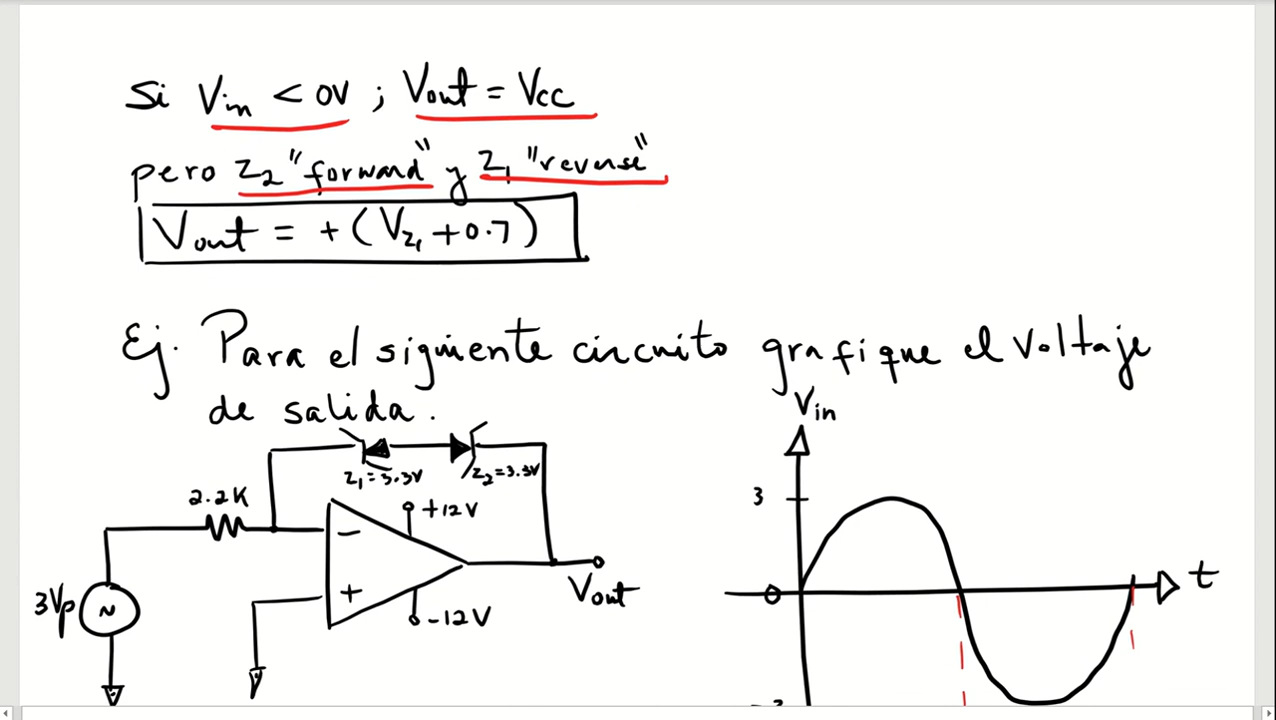 Si Vin < 0V ; Vout = Vcc
pero Z2 "forward" y Z1 "reverse"
Vout = + (VZ1 + 0.7)
Ej. Para el siguiente circuito grafique el voltaje
de salida.
Z1=3.3V
Z2=3.3V
2.2K
+12V
-
+
-12V
3Vp
~
Vout
Vin
3
0
t